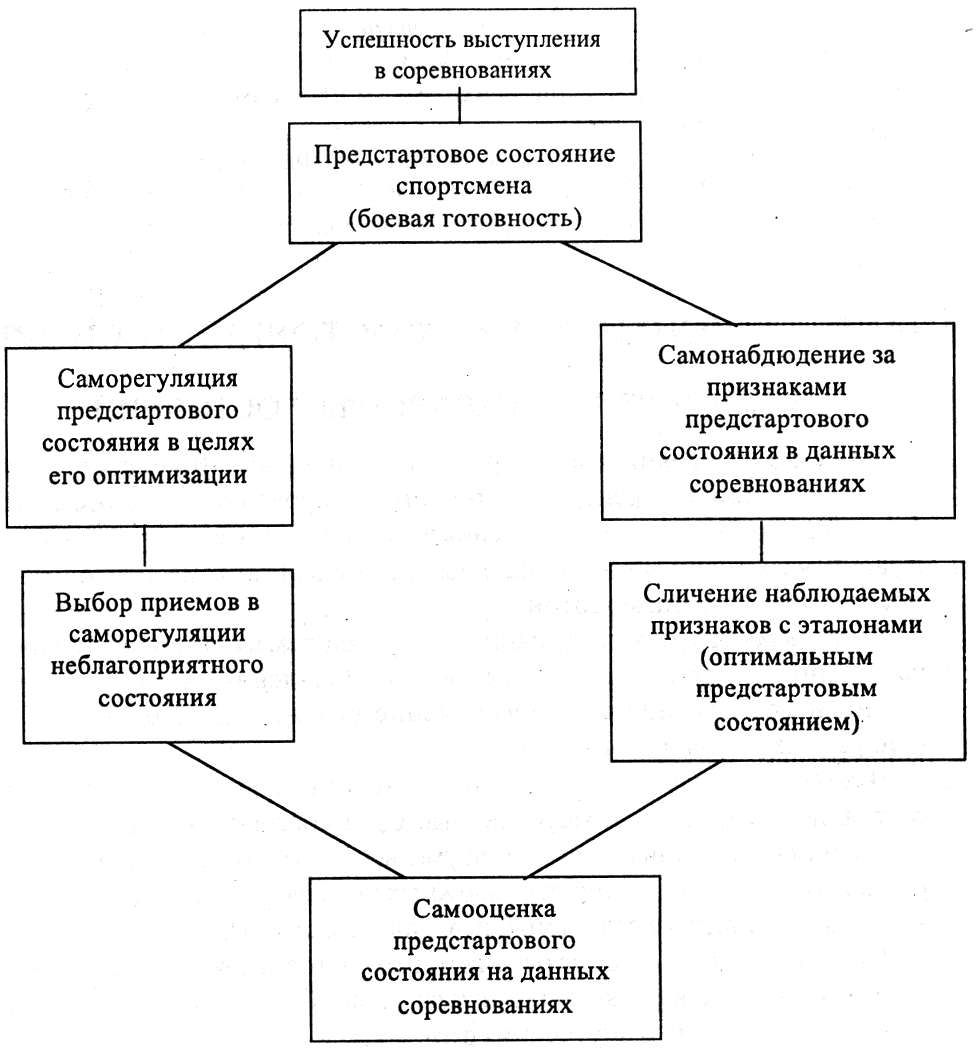 Успешность выступления
в соревнованиях
Предстартовое состояние
спортсмена
(боевая готовность)
Саморегуляция
предстартового
состояния в целях
его оптимизации
Самонабдюдение за
признаками
предстартового
состояния в данных
соревнованиях
Выбор приемов в
саморегуляции
неблагоприятного
состояния
Сличение наблюдаемых
признаков с эталонами
(оптимальным
предстартовым
состоянием)
Самооценка
предстартового
состояния на данных
соревнованиях